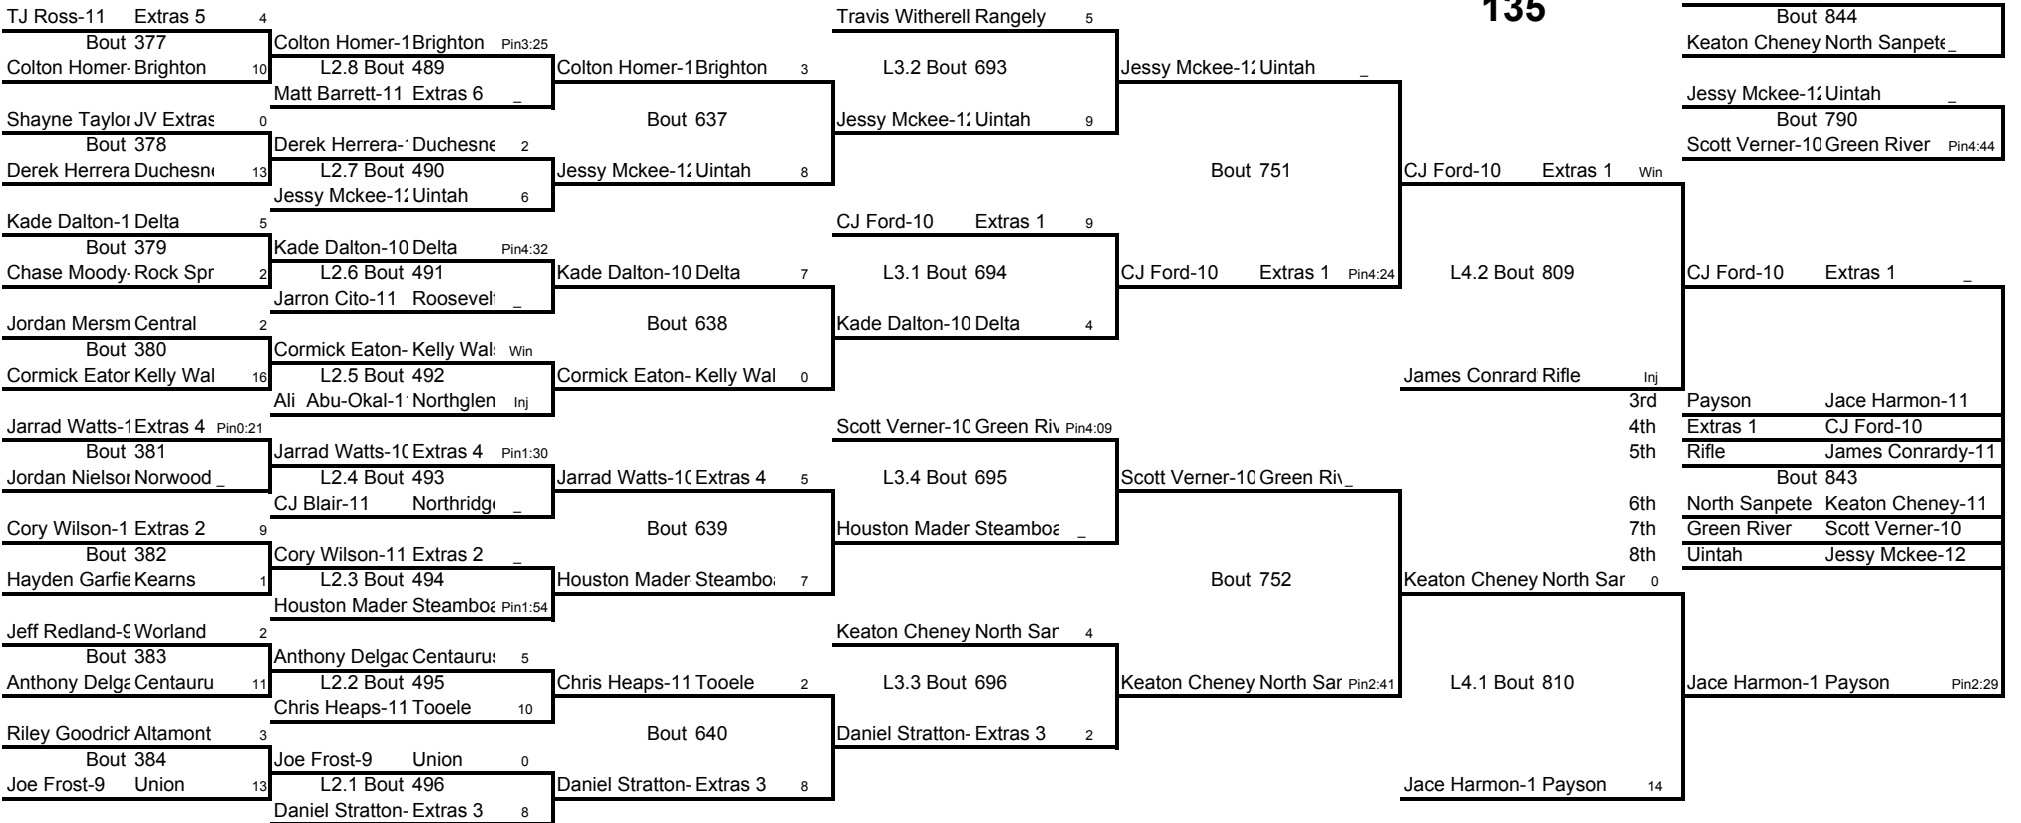 135
TJ Ross-11 Extras 5 4
Bout 377
Colton Homer- Brighton 10
Shayne Taylor JV Extras 0
Bout 378
Derek Herrera Duchesn 13
Kade Dalton-1 Delta 5
Bout 379
Chase Moody- Rock Spr 2
Jordan Mersm Central 2
Bout 380
Cormick Eator Kelly Wal 16
Jarrad Watts-1 Extras 4 Pin0:21
Bout 381
Jordan Nielsor Norwood _
Cory Wilson-1 Extras 2 9
Bout 382
Hayden Garfie Kearns 1
Jeff Redland-9 Worland 2
Bout 383
Anthony Delga Centauru 11
Riley Goodrich Altamont 3
Bout 384
Joe Frost-9 Union 13
Colton Homer-1 Brighton Pin3:25
L2.8 Bout 489
Matt Barrett-11 Extras 6 _
Derek Herrera- Duchesne 2
L2.7 Bout 490
Jessy Mckee-12 Uintah 6
Kade Dalton-10 Delta Pin4:32
L2.6 Bout 491
Jarron Cito-11 Roosevelt _
Cormick Eaton- Kelly Wal Win
L2.5 Bout 492
Ali Abu-Okal-1 Northglen Inj
Jarrad Watts-10 Extras 4 Pin1:30
L2.4 Bout 493
CJ Blair-11 Northridge _
Cory Wilson-11 Extras 2 _
L2.3 Bout 494
Houston Mader Steamboa Pin1:54
Anthony Delgac Centaurus 5
L2.2 Bout 495
Chris Heaps-11 Tooele 10
Joe Frost-9 Union 0
L2.1 Bout 496
Daniel Stratton- Extras 3 8
Colton Homer-1 Brighton 3
Bout 637
Jessy Mckee-12 Uintah 8
Kade Dalton-10 Delta 7
Bout 638
Cormick Eaton- Kelly Wal 0
Jarrad Watts-10 Extras 4 5
Bout 639
Houston Mader Steamboa 7
Chris Heaps-11 Tooele 2
Bout 640
Daniel Stratton- Extras 3 8
Travis Witherell Rangely 5
L3.2 Bout 693
Jessy Mckee-12 Uintah 9
CJ Ford-10 Extras 1 9
L3.1 Bout 694
Kade Dalton-10 Delta 4
Scott Verner-10 Green Riv Pin4:09
L3.4 Bout 695
Houston Mader Steamboa _
Keaton Cheney North San 4
L3.3 Bout 696
Daniel Stratton- Extras 3 2
Jessy Mckee-12 Uintah _
Bout 751
CJ Ford-10 Extras 1 Pin4:24
Scott Verner-10 Green Riv _
Bout 752
Keaton Cheney North San Pin2:41
CJ Ford-10 Extras 1 Win
L4.2 Bout 809
James Conrard Rifle Inj
Keaton Cheney North San 0
L4.1 Bout 810
Jace Harmon-1 Payson 14
Bout 844
Keaton Cheney North Sanpete _
Jessy Mckee-12 Uintah _
Bout 790
Scott Verner-10 Green River Pin4:44
CJ Ford-10 Extras 1 _
3rd Payson Jace Harmon-11
4th Extras 1 CJ Ford-10
5th Rifle James Conrardy-11
Bout 843
6th North Sanpete Keaton Cheney-11
7th Green River Scott Verner-10
8th Uintah Jessy Mckee-12
Jace Harmon-1 Payson Pin2:29